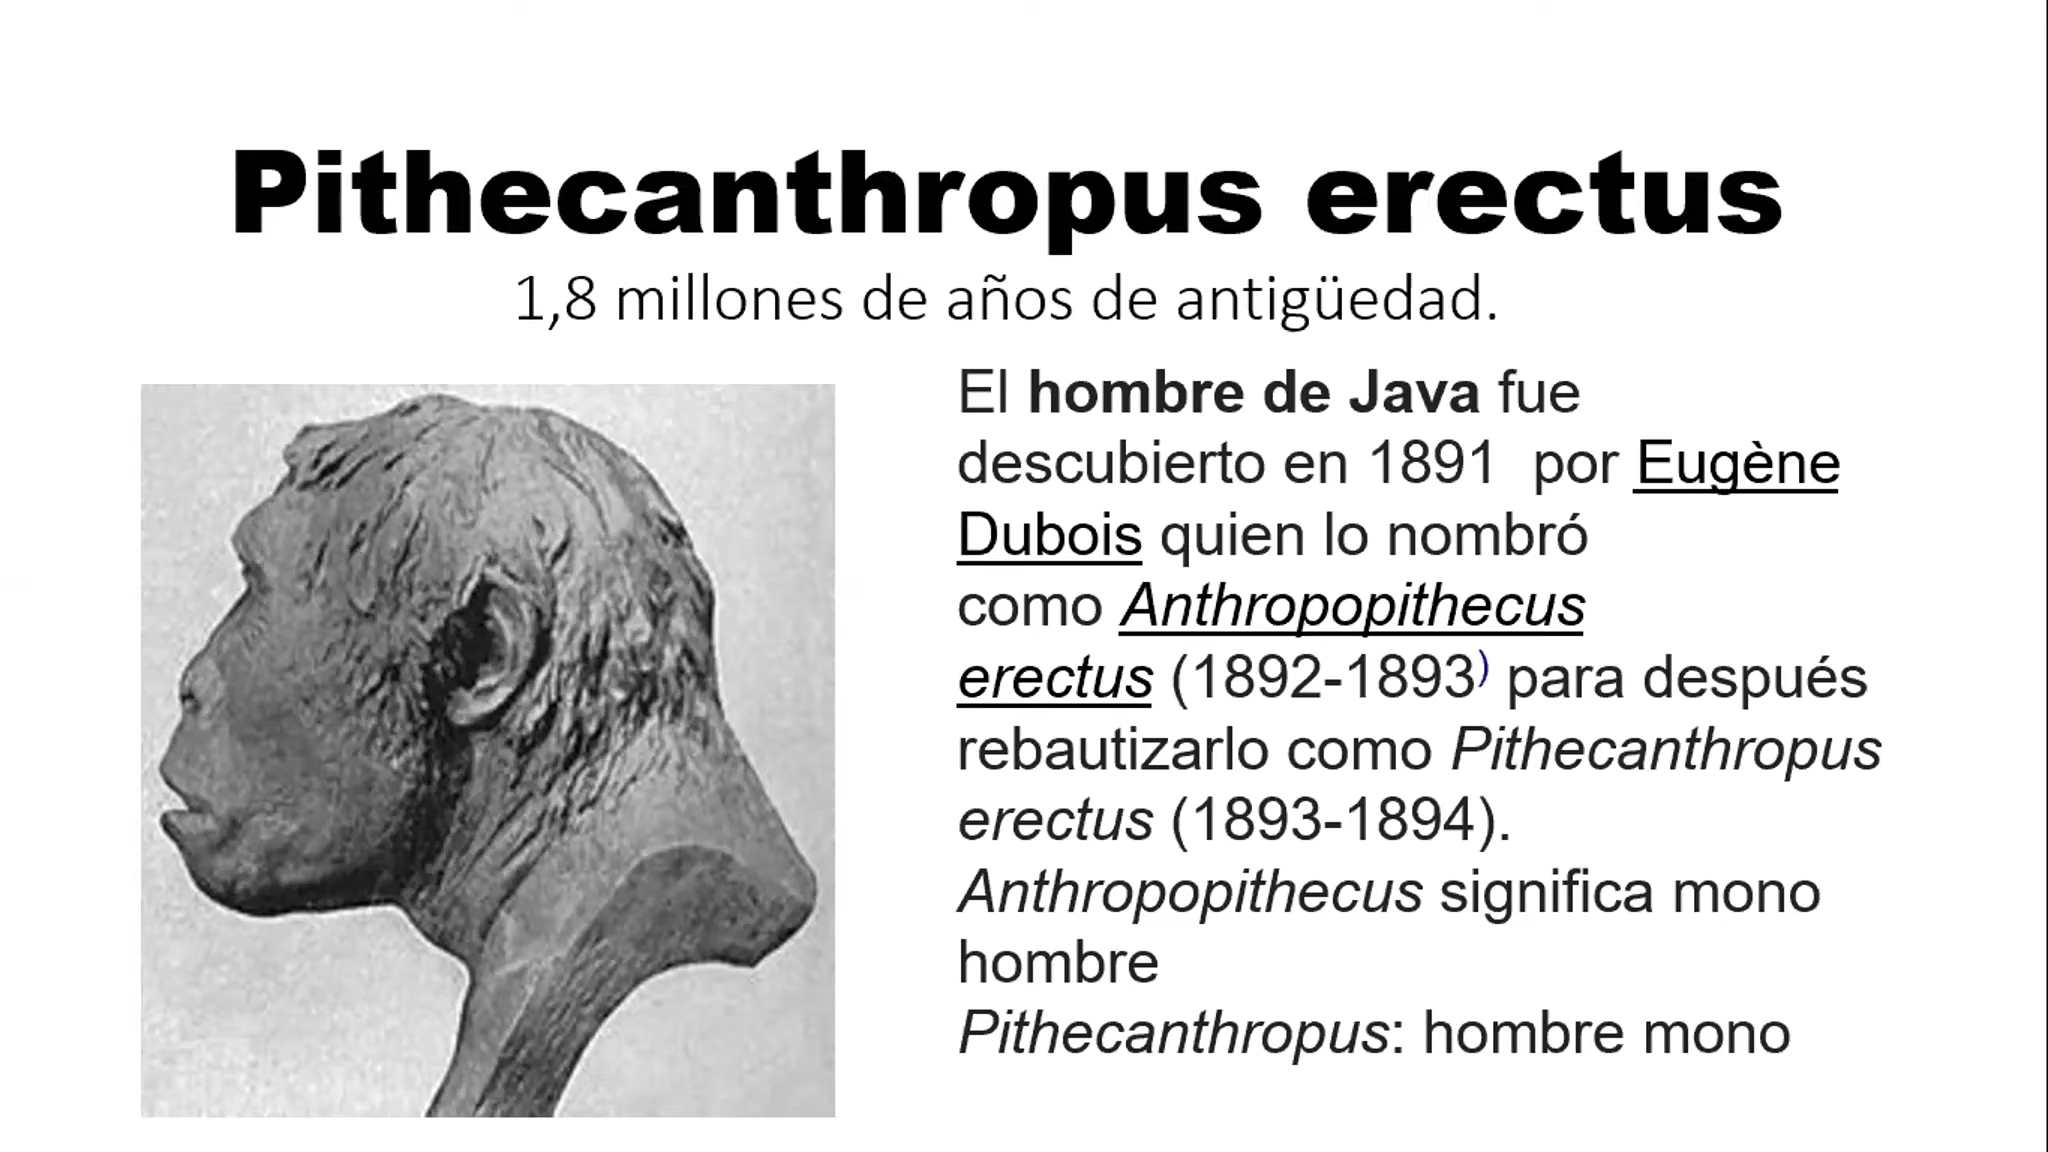 Pithecanthropus erectus
1,8 millones de años de antigüedad.
El hombre de Java fue
descubierto en 1891 por Eugène
Dubois quien lo nombró
como Anthropopithecus
erectus (1892-1893) para después
rebautizarlo como Pithecanthropus
erectus (1893-1894).
Anthropopithecus significa mono
hombre
Pithecanthropus: hombre mono